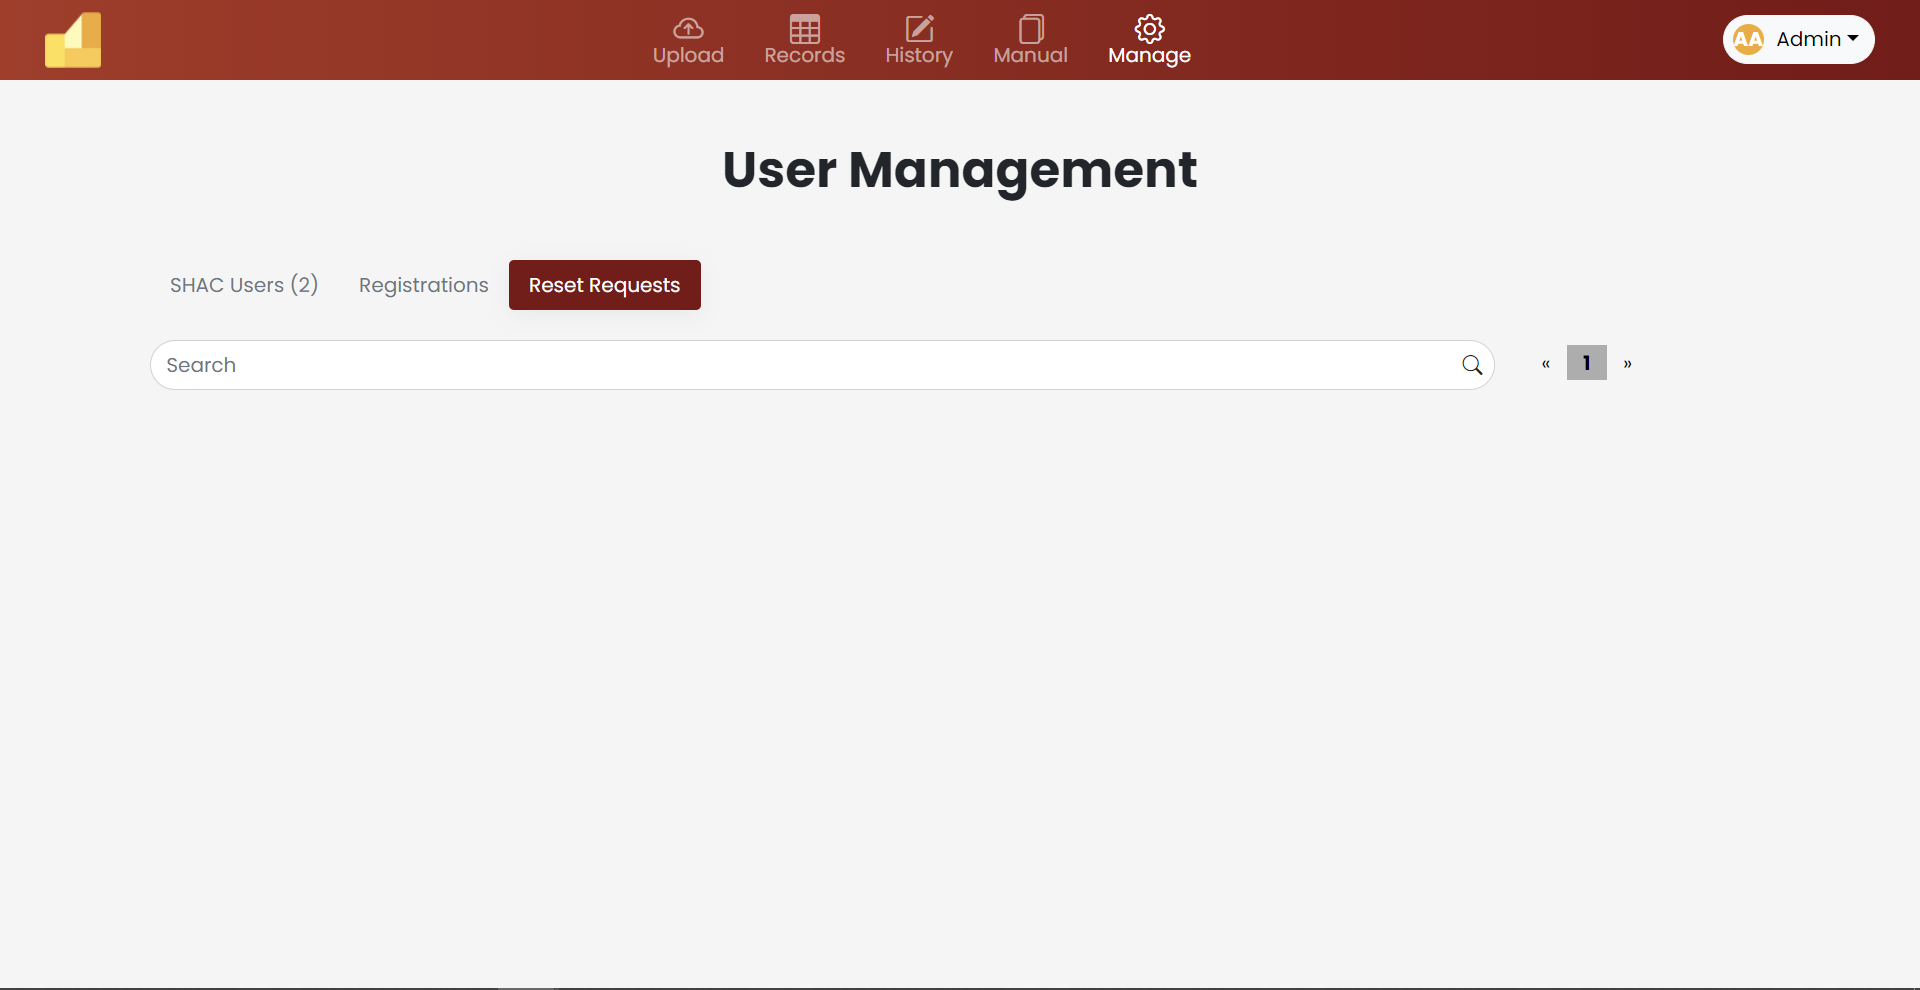 Upload Records History Manual Manage
AA Admin
User Management
SHAC Users (2) Registrations Reset Requests
Search « 1 »